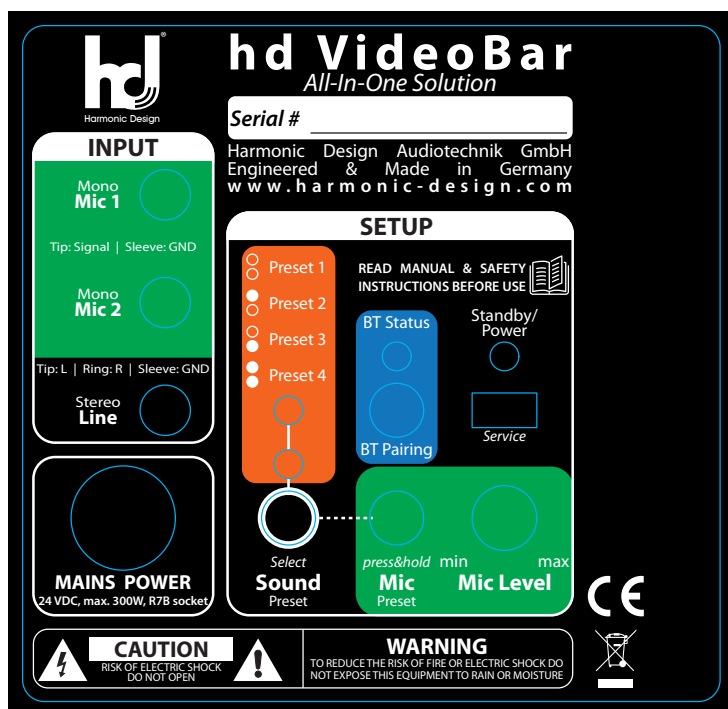 hd
®
Harmonic Design
hd VideoBar
All-In-One Solution
Serial #
Harmonic Design Audiotechnik GmbH
Engineered & Made in Germany
www.harmonic-design.com
INPUT
Mono
Mic 1
Tip: Signal | Sleeve: GND
Mono
Mic 2
Tip: L | Ring: R | Sleeve: GND
Stereo
Line
MAINS POWER
24 VDC, max. 300W, R7B socket
SETUP
Preset 1
Preset 2
Preset 3
Preset 4
READ MANUAL & SAFETY
INSTRUCTIONS BEFORE USE
BT Status
BT Pairing
Standby/
Power
Service
Select
Sound
Preset
press&hold
Mic
Preset
min
max
Mic Level
CE
CAUTION
RISK OF ELECTRIC SHOCK
DO NOT OPEN
WARNING
TO REDUCE THE RISK OF FIRE OR ELECTRIC SHOCK DO
NOT EXPOSE THIS EQUIPMENT TO RAIN OR MOISTURE